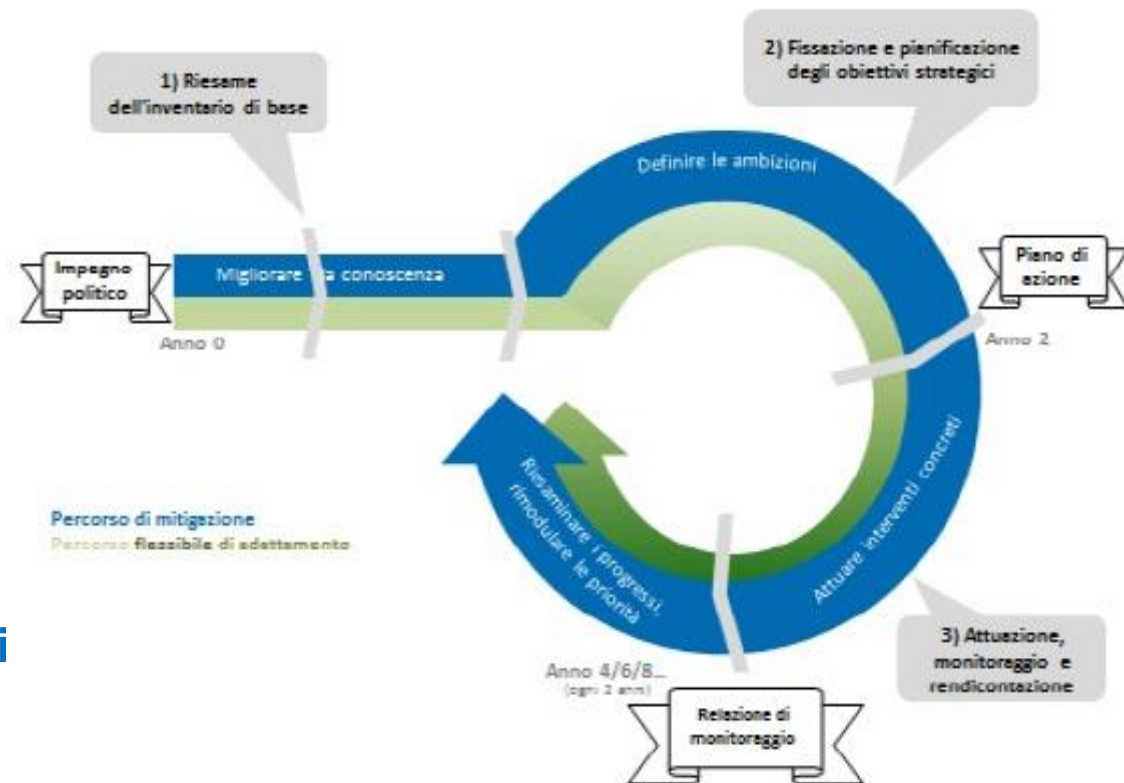 1) Riesame
dell'inventario di base
2) Fissazione e pianificazione
degli obiettivi strategici
Definire le ambizioni
Impegno
politico
Migliorare la conoscenza
Piano di
azione
Anno 0
Anno 2
Percorso di mitigazione
Percorso flessibile di adattamento
Riesaminare i progressi,
rimodulare le priorità
Attuare interventi concreti
3) Attuazione,
monitoraggio e
rendicontazione
i
Anno 4/6/8...
(ogni 2 anni)
Relazione di
monitoraggio